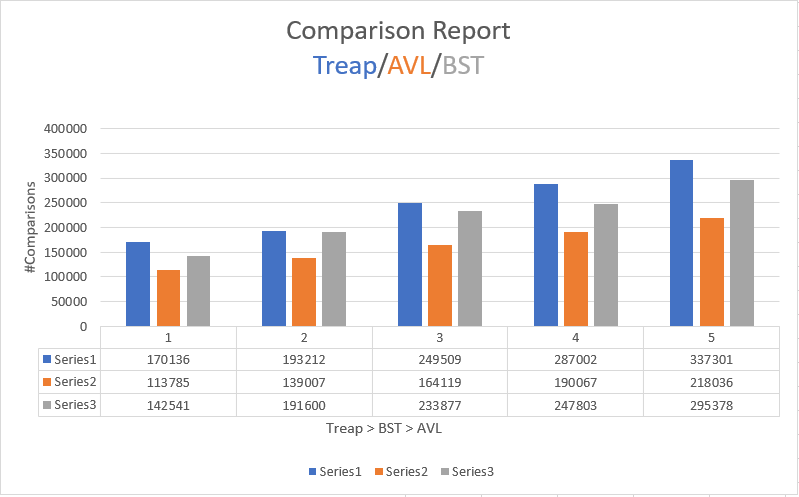 Comparison Report
Treap/AVL/BST
#Comparisons
400000
350000
300000
250000
200000
150000
100000
50000
0
1 2 3 4 5
Series1 170136 193212 249509 287002 337301
Series2 113785 139007 164119 190067 218036
Series3 142541 191600 233877 247803 295378
Treap > BST > AVL
Series1 Series2 Series3